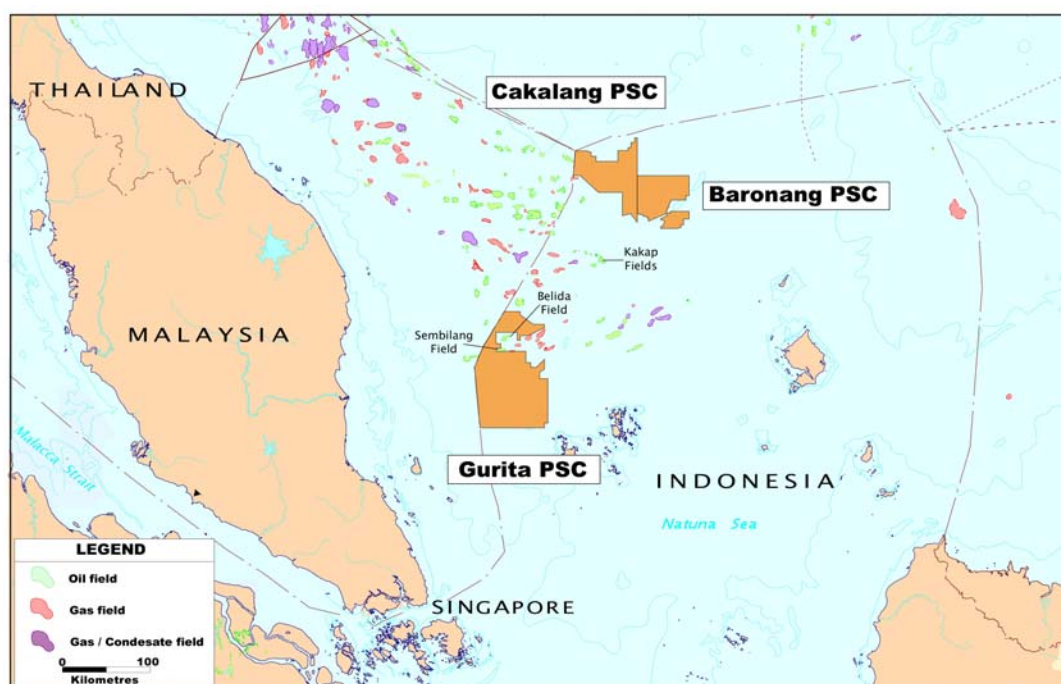 THAILAND
Cakalang PSC
Baronang PSC
Kakap
Fields
Belida
Field
Sembilang
Field
MALAYSIA
Malacca Strait
Gurita PSC
INDONESIA
Natuna Sea
SINGAPORE
LEGEND
Oil field
Gas field
Gas / Condesate field
0 100
Kilometres